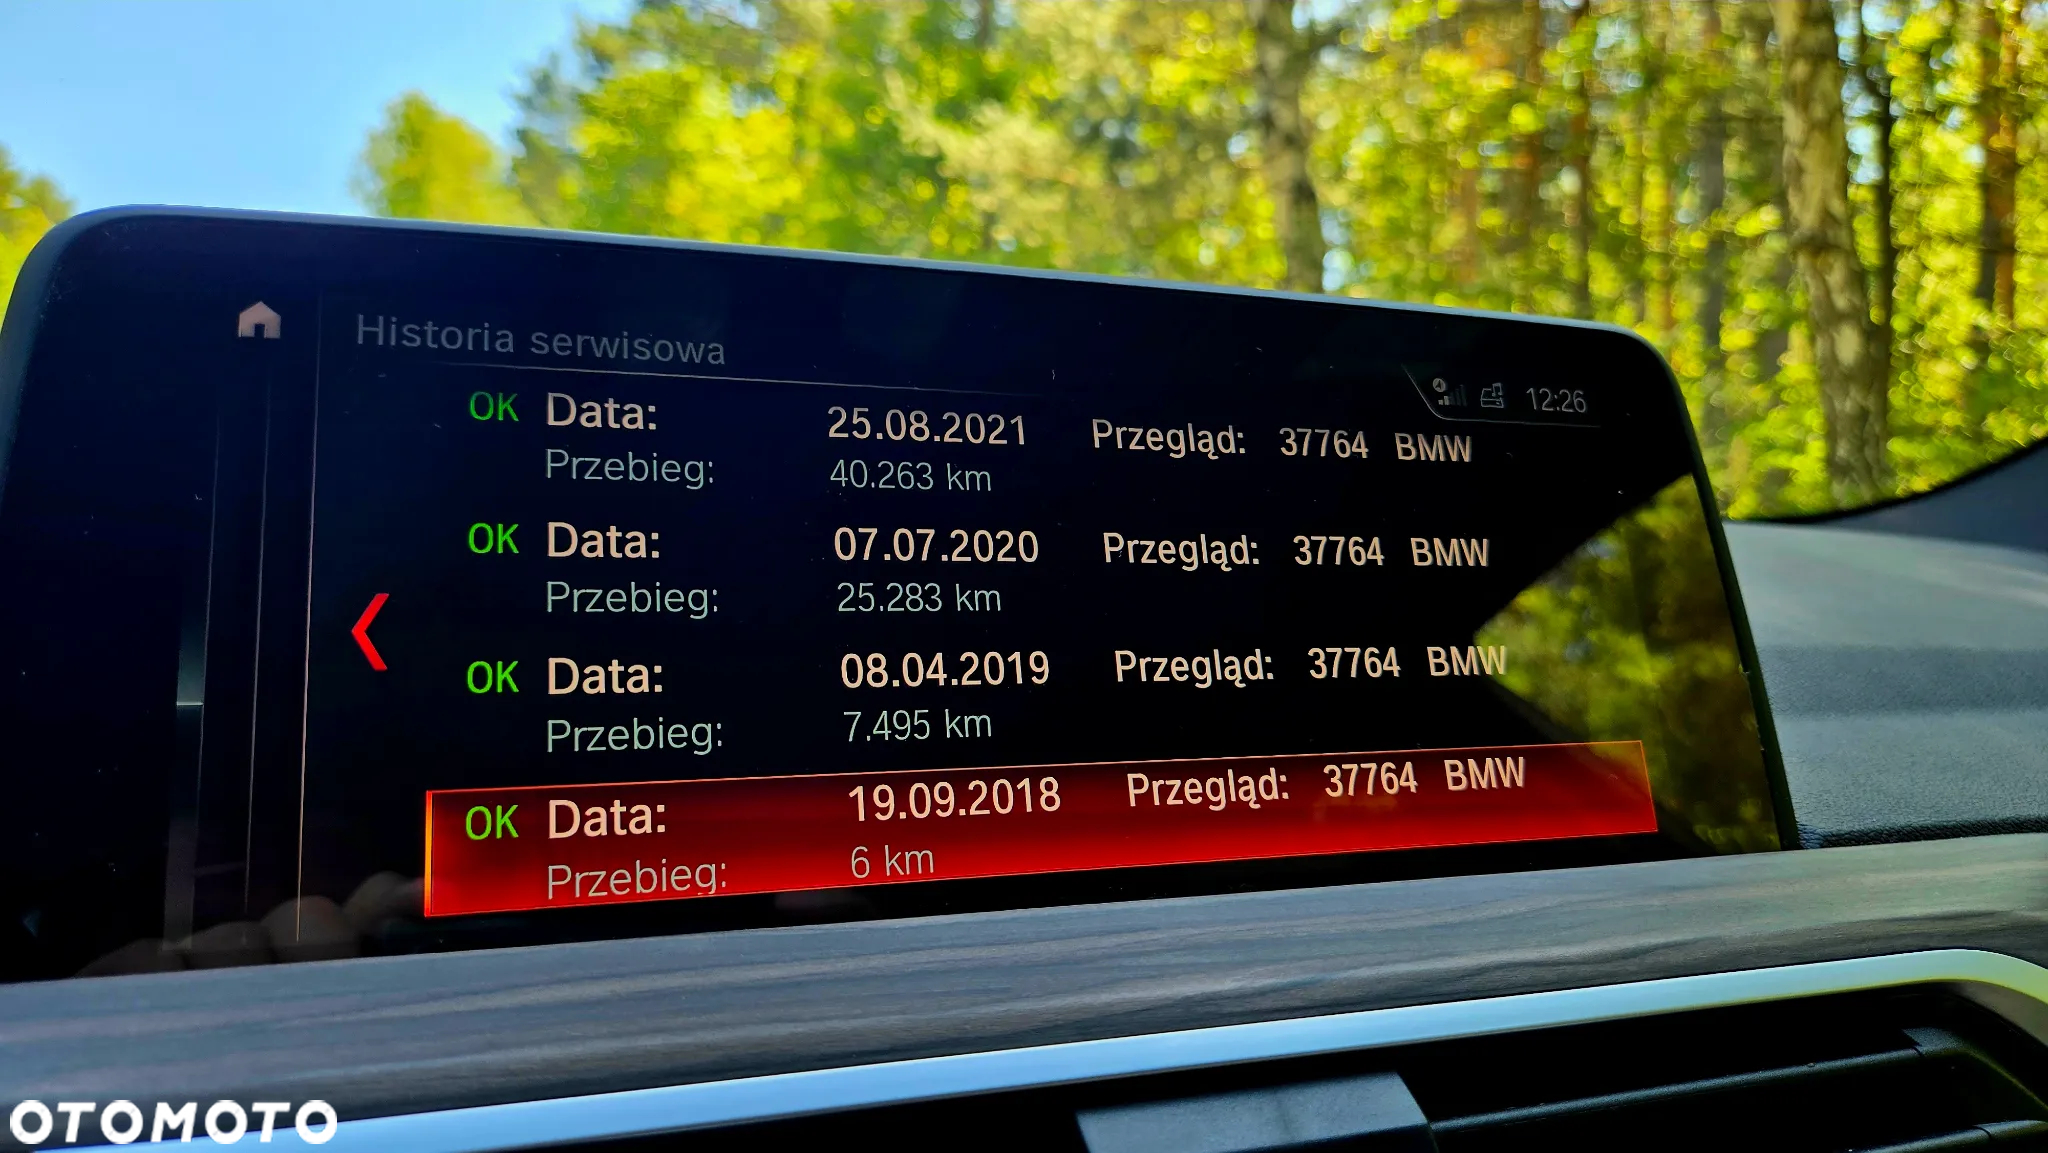 Historia serwisowa
12:26
OK Data: 25.08.2021 Przegląd: 37764 BMW
Przebieg: 40.263 km
OK Data: 07.07.2020 Przegląd: 37764 BMW
Przebieg: 25.283 km
OK Data: 08.04.2019 Przegląd: 37764 BMW
Przebieg: 7.495 km
OK Data: 19.09.2018 Przegląd: 37764 BMW
Przebieg: 6 km
OTOMOTO